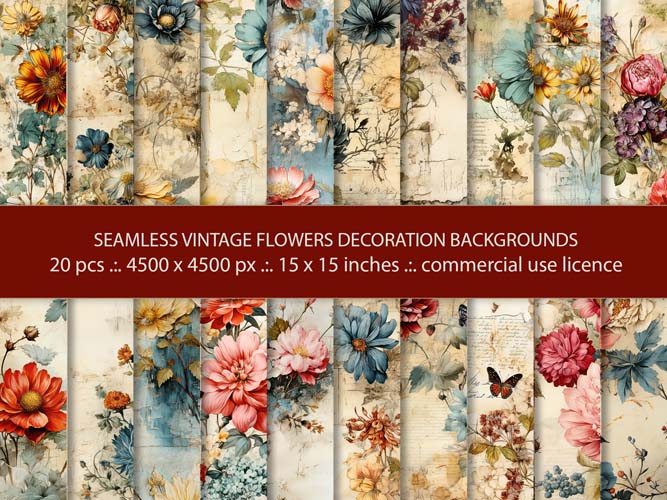 SEAMLESS VINTAGE FLOWERS DECORATION BACKGROUNDS
20 pcs .:. 4500 x 4500 px .:. 15 x 15 inches .:. commercial use licence